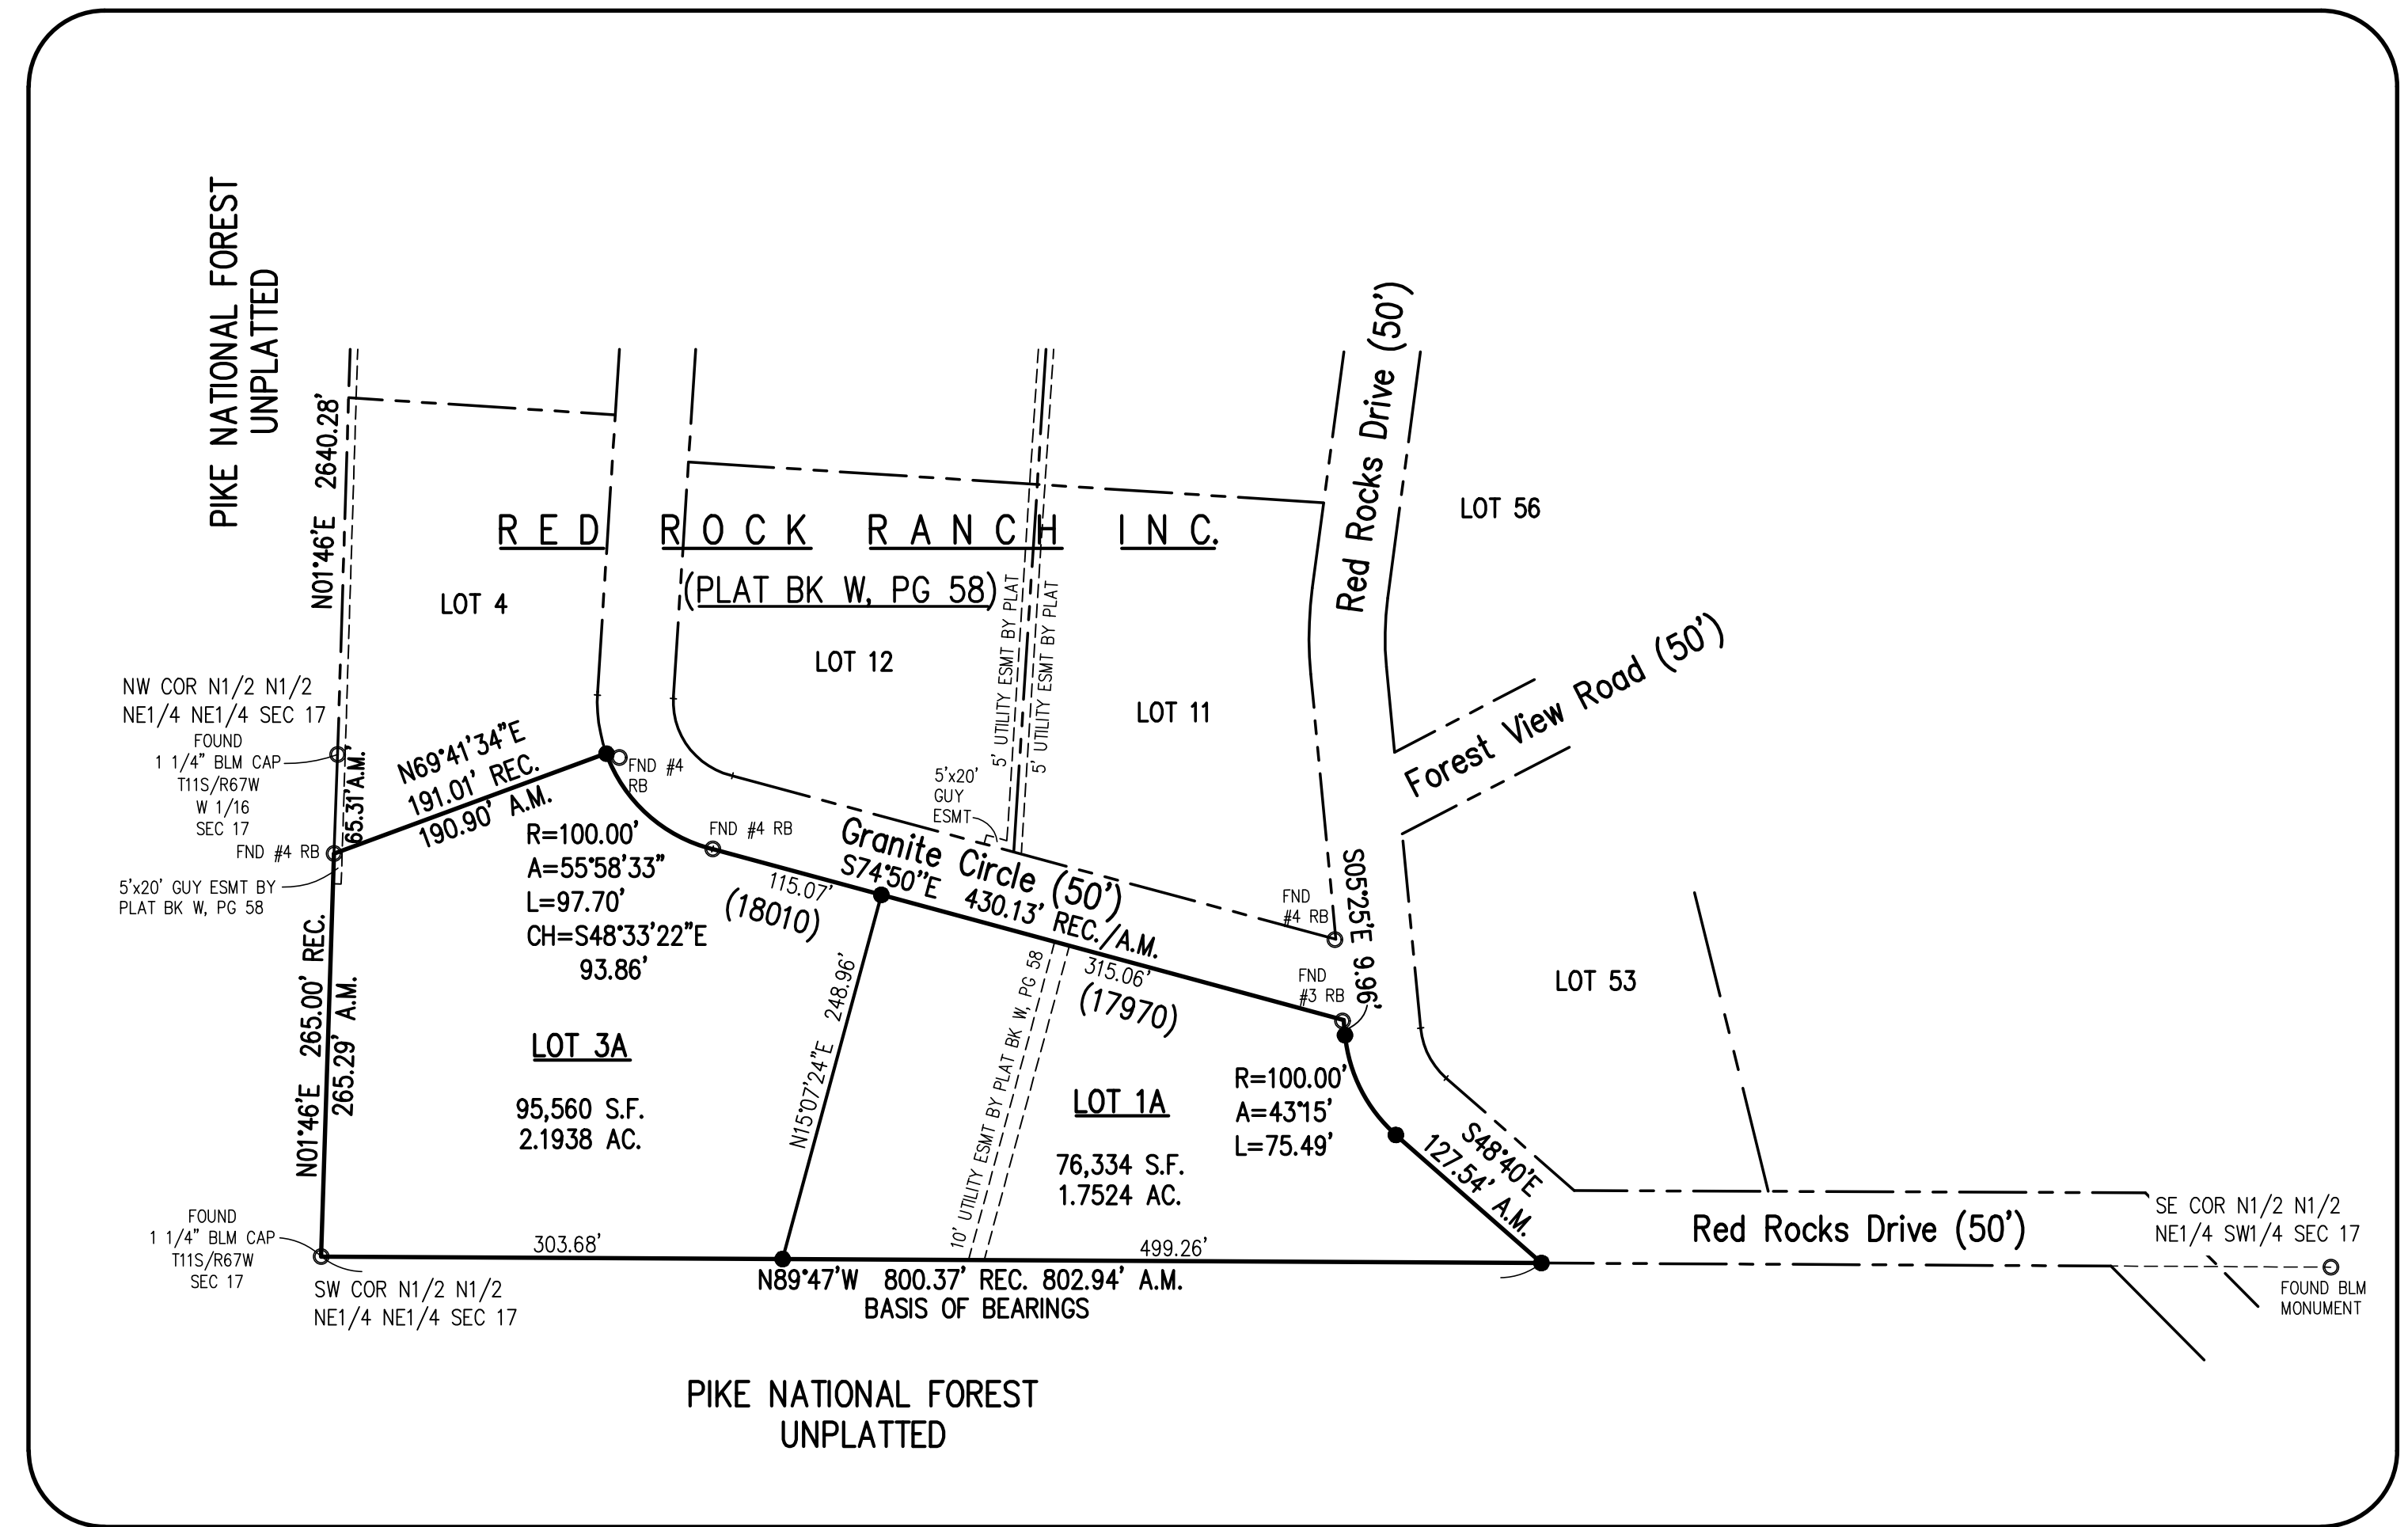 PIKE NATIONAL FOREST
UNPLATTED
N01°46'E 2640.28'
Red Rocks Drive (50')
LOT 56
RED ROCK RANCH INC.
(PLAT BK W, PG 58)
LOT 4
LOT 12
LOT 11
5' UTILITY ESMT BY PLAT
5' UTILITY ESMT BY PLAT
Forest View Road (50')
NW COR N1/2 N1/2
NE1/4 NE1/4 SEC 17
FOUND
1 1/4" BLM CAP
T11S/R67W
W 1/16
SEC 17
65.31' A.M.
N69°41'34"E
191.01' REC.
190.90' A.M.
FND #4
RB
FND #4 RB
5'x20' GUY ESMT BY
PLAT BK W, PG 58
R=100.00'
A=55°58'33"
L=97.70'
CH=S48°33'22"E
93.86'
FND #4 RB
5'x20'
GUY
ESMT
Granite Circle (50')
S74°50"E 430.13' REC./A.M.
115.07'
(18010)
315.06'
(17970)
FND
#4 RB
S05°25'E 9.96'
FND
#3 RB
LOT 53
N01°46'E 265.00' REC.
265.29' A.M.
LOT 3A
95,560 S.F.
2.1938 AC.
N15°07'24"E 248.96'
10' UTILITY ESMT BY PLAT BK W, PG 58
LOT 1A
76,334 S.F.
1.7524 AC.
R=100.00'
A=43°15'
L=75.49'
S48°40'E
127.54' A.M.
Red Rocks Drive (50')
SE COR N1/2 N1/2
NE1/4 SW1/4 SEC 17
FOUND BLM
MONUMENT
FOUND
1 1/4" BLM CAP
T11S/R67W
SEC 17
SW COR N1/2 N1/2
NE1/4 NE1/4 SEC 17
303.68'
499.26'
N89°47'W 800.37' REC. 802.94' A.M.
BASIS OF BEARINGS
PIKE NATIONAL FOREST
UNPLATTED